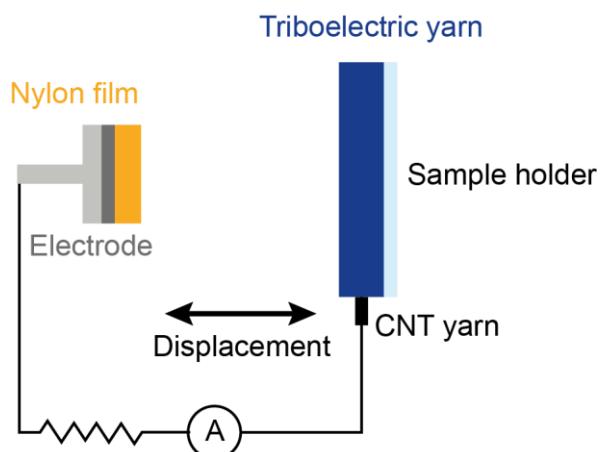 Triboelectric yarn
Nylon film
Sample holder
Electrode
CNT yarn
Displacement
A